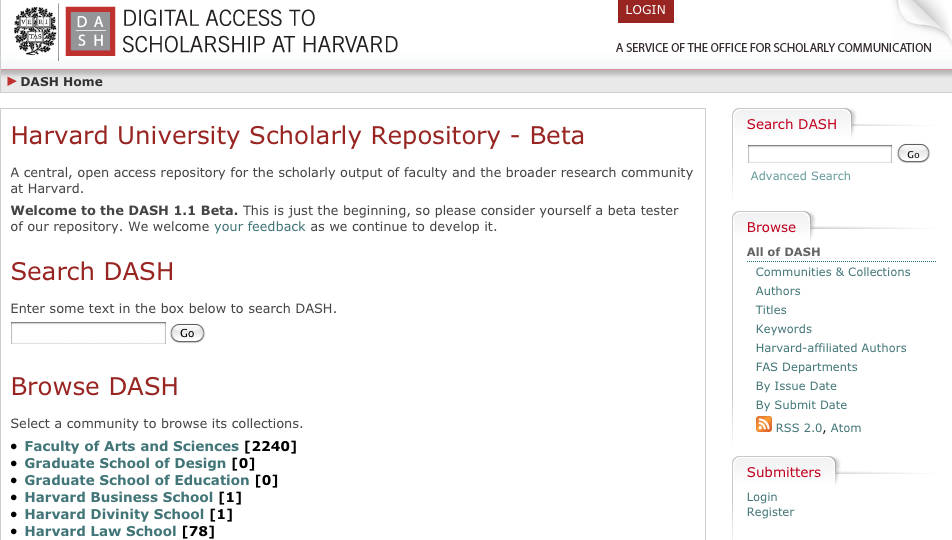 VE RI TAS
DA
SH
DIGITAL ACCESS TO
SCHOLARSHIP AT HARVARD
LOGIN
A SERVICE OF THE OFFICE FOR SCHOLARLY COMMUNICATION
DASH Home
Harvard University Scholarly Repository - Beta
A central, open access repository for the scholarly output of faculty and the broader research community
at Harvard.
Welcome to the DASH 1.1 Beta. This is just the beginning, so please consider yourself a beta tester
of our repository. We welcome your feedback as we continue to develop it.
Search DASH
Enter some text in the box below to search DASH.
Go
Browse DASH
Select a community to browse its collections.
• Faculty of Arts and Sciences [2240]
• Graduate School of Design [0]
• Graduate School of Education [0]
• Harvard Business School [1]
• Harvard Divinity School [1]
• Harvard Law School [78]
Search DASH
Go
Advanced Search
Browse
All of DASH
Communities & Collections
Authors
Titles
Keywords
Harvard-affiliated Authors
FAS Departments
By Issue Date
By Submit Date
RSS 2.0, Atom
Submitters
Login
Register